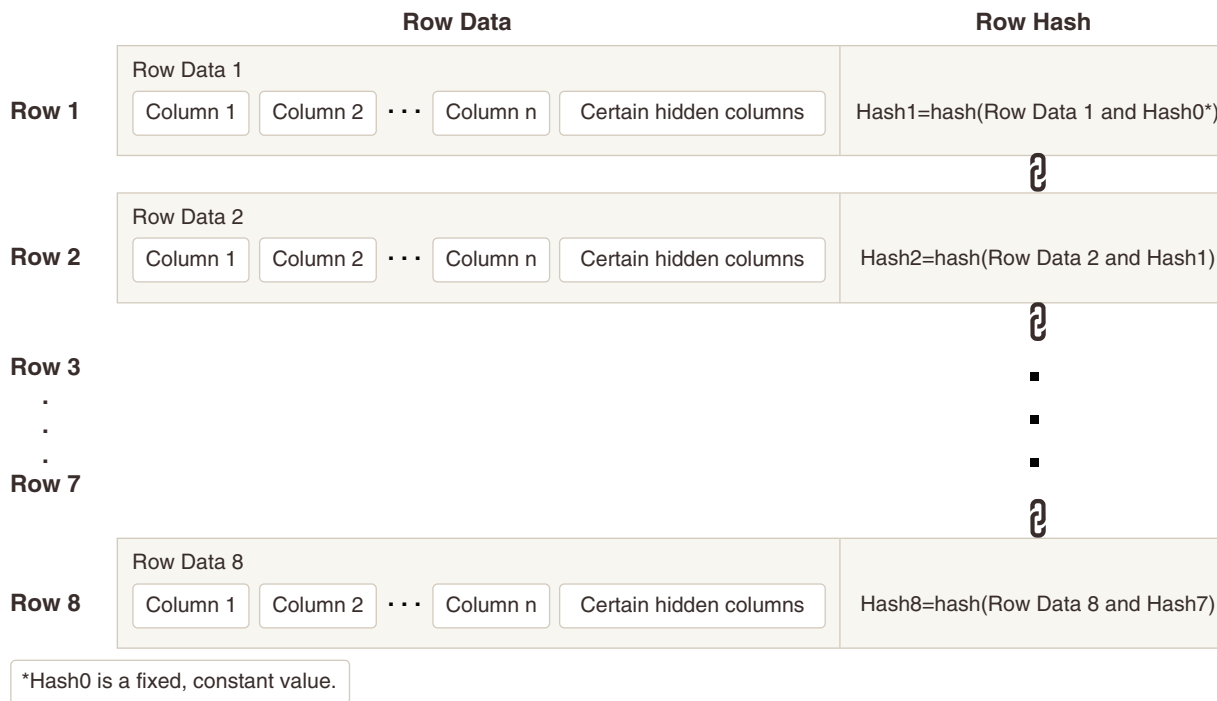 Row Data Row Hash
Row Data 1
Row 1 Column 1 Column 2 ··· Column n Certain hidden columns Hash1=hash(Row Data 1 and Hash0*)
Row Data 2
Row 2 Column 1 Column 2 ··· Column n Certain hidden columns Hash2=hash(Row Data 2 and Hash1)
Row 3
.
.
.
Row 7
Row Data 8
Row 8 Column 1 Column 2 ··· Column n Certain hidden columns Hash8=hash(Row Data 8 and Hash7)
*Hash0 is a fixed, constant value.